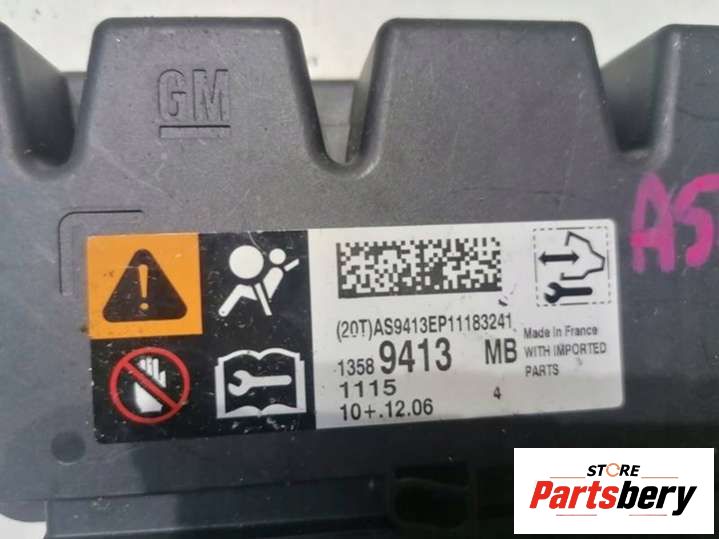 GM
A5
(20T)AS9413EP11183241
1358 9413 MB
1115
10+.12.06 4
Made In France
WITH IMPORTED
PARTS
STORE
Partsbery